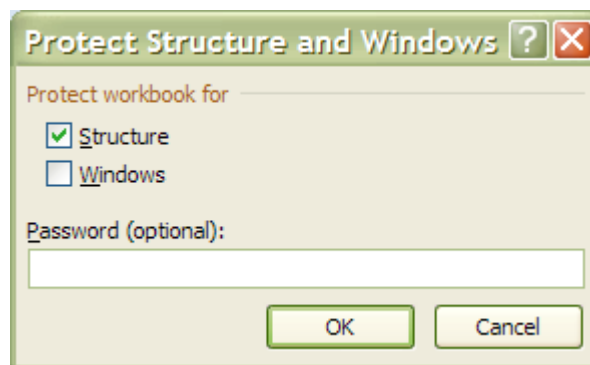 Protect Structure and Windows ?
Protect workbook for
Structure
Windows
Password (optional):
OK Cancel